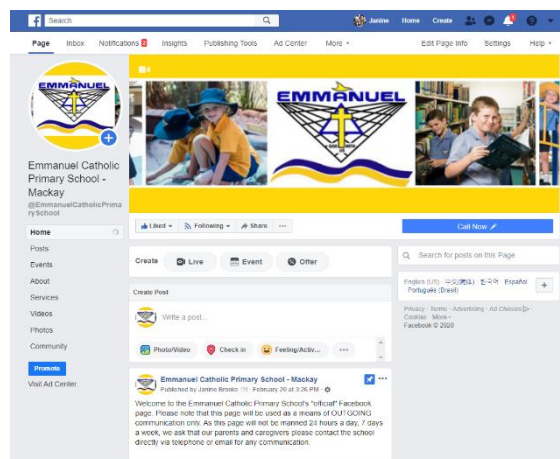 Search
Janine Home Create
Page Inbox Notifications Insights Publishing Tools Ad Center More Edit Page Info Settings Help
EMMANUEL
EMMANUEL
Emmanuel Catholic
Primary School -
Mackay
@EmmanuelCatholicPrima
rySchool
Liked Following Share ...
Call Now
Home
Posts
Events
About
Services
Videos
Photos
Community
Promote
Visit Ad Center
Create Live Event Offer
Search for posts on this Page
Create Post
Write a post...
Photo/Video Check in Feeling/Activ... ...
English (US) · 中文(简体) · 한국어 · Español ·
Português (Brasil)
Privacy · Terms · Advertising · Ad Choices ·
Cookies · More
Facebook © 2020
Emmanuel Catholic Primary School - Mackay
Published by Janine Brooks · February 20 at 3:26 PM ·
Welcome to the Emmanuel Catholic Primary School's "official" Facebook
page. Please note that this page will be used as a means of OUTGOING
communication only. As this page will not be manned 24 hours a day, 7 days
a week, we ask that our parents and caregivers please contact the school
directly via telephone or email for any communication.